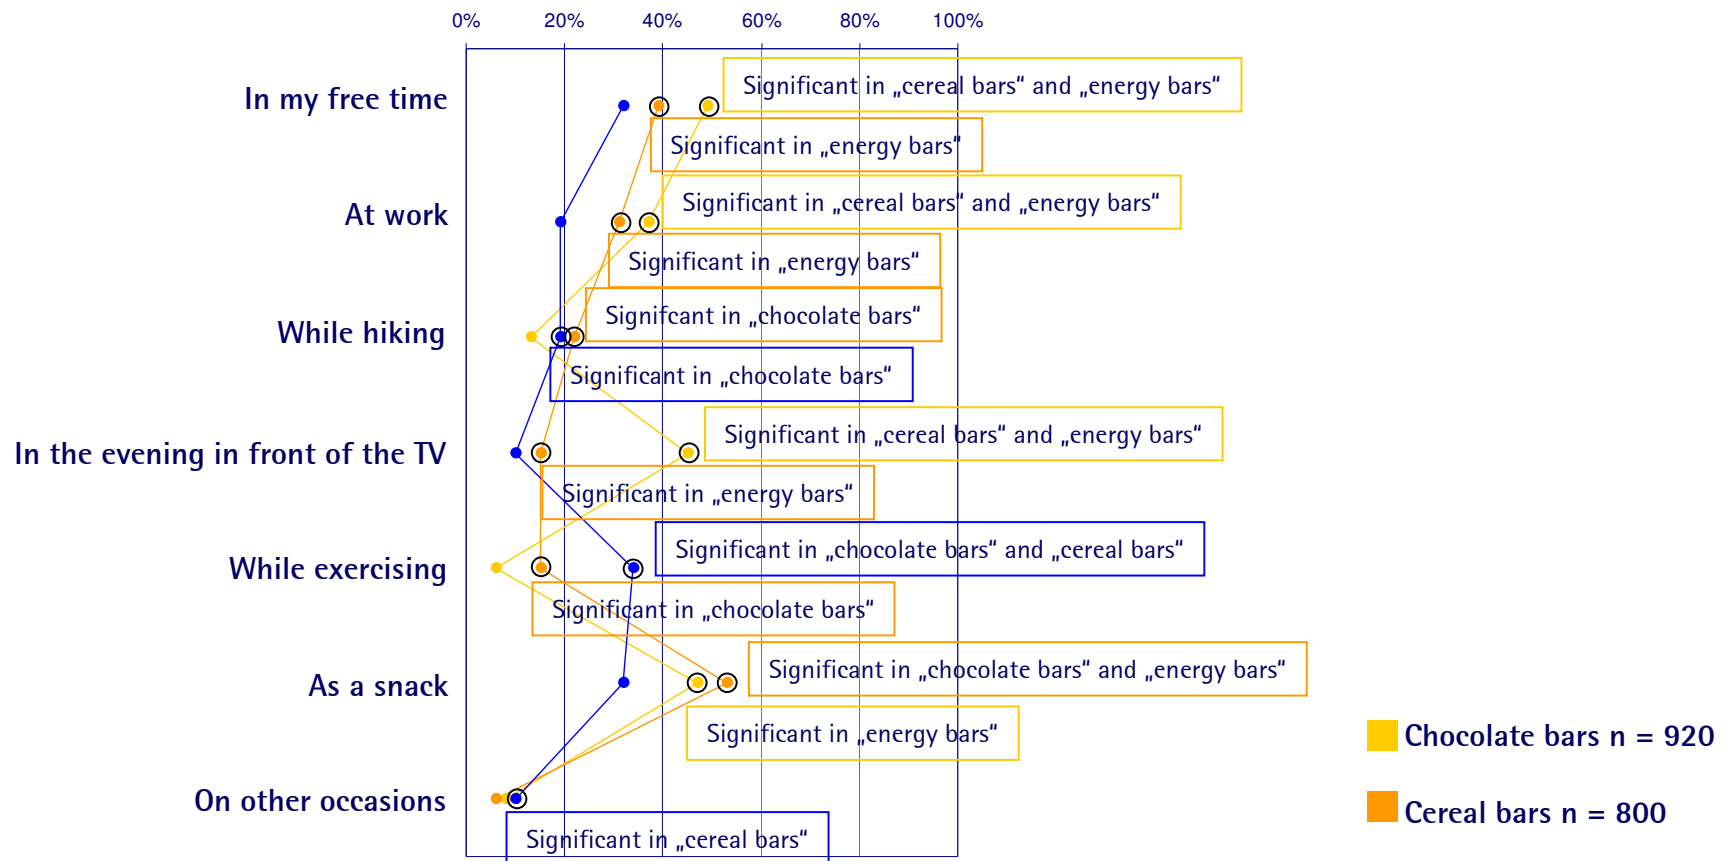 0% 20% 40% 60% 80% 100%
In my free time
Significant in „cereal bars“ and „energy bars“
Significant in „energy bars“
At work
Significant in „cereal bars“ and „energy bars“
Significant in „energy bars“
While hiking
Signifcant in „chocolate bars“
Significant in „chocolate bars“
In the evening in front of the TV
Significant in „cereal bars“ and „energy bars“
Significant in „energy bars“
While exercising
Significant in „chocolate bars“ and „cereal bars“
Significant in „chocolate bars“
As a snack
Significant in „chocolate bars“ and „energy bars“
Significant in „energy bars“
On other occasions
Significant in „cereal bars“
Chocolate bars n = 920
Cereal bars n = 800